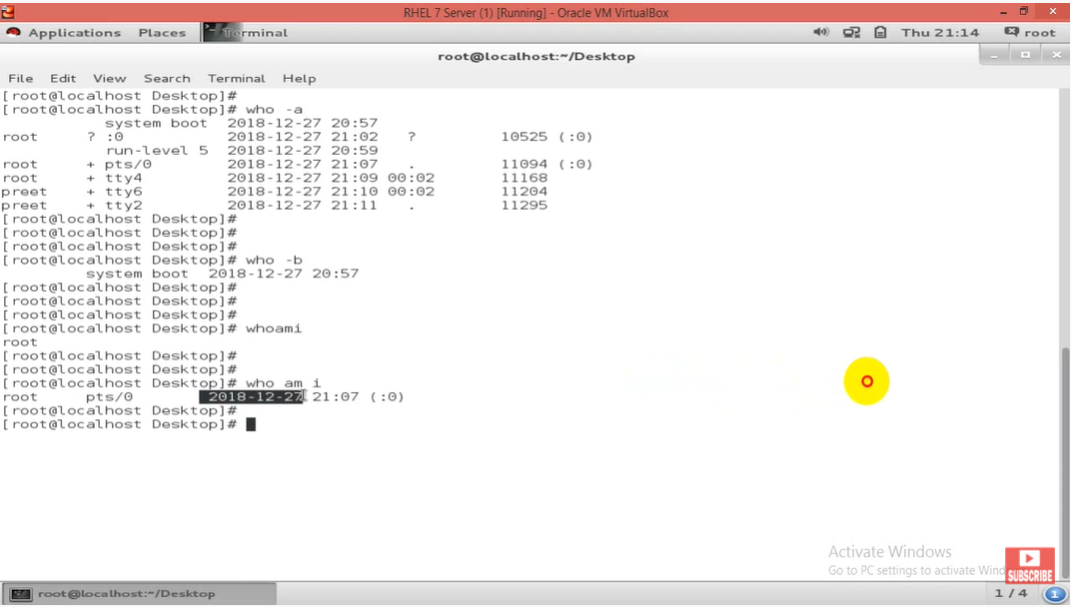 RHEL 7 Server (1) [Running] - Oracle VM VirtualBox
Applications Places Terminal Thu 21:14 root
root@localhost:~/Desktop
File Edit View Search Terminal Help
[root@localhost Desktop]#
[root@localhost Desktop]# who -a
system boot 2018-12-27 20:57
root ? :0 2018-12-27 21:02 ? 10525 (:0)
run-level 5 2018-12-27 20:59
root + pts/0 2018-12-27 21:07 . 11094 (:0)
root + tty4 2018-12-27 21:09 00:02 11168
preet + tty6 2018-12-27 21:10 00:02 11204
preet + tty2 2018-12-27 21:11 . 11295
[root@localhost Desktop]#
[root@localhost Desktop]#
[root@localhost Desktop]#
[root@localhost Desktop]# who -b
system boot 2018-12-27 20:57
[root@localhost Desktop]#
[root@localhost Desktop]#
[root@localhost Desktop]#
[root@localhost Desktop]# whoami
root
[root@localhost Desktop]#
[root@localhost Desktop]#
[root@localhost Desktop]# who am i
root pts/0 2018-12-27 21:07 (:0)
[root@localhost Desktop]#
[root@localhost Desktop]#
Activate Windows
Go to PC settings to activate Wind
SUBSCRIBE
root@localhost:~/Desktop 1 / 4 1